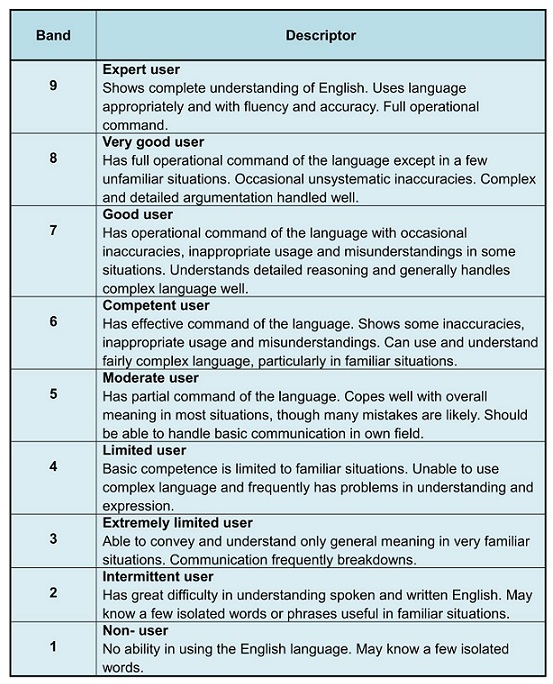 Band Descriptor
9
Expert user
Shows complete understanding of English. Uses language
appropriately and with fluency and accuracy. Full operational
command.
8
Very good user
Has full operational command of the language except in a few
unfamiliar situations. Occasional unsystematic inaccuracies. Complex
and detailed argumentation handled well.
7
Good user
Has operational command of the language with occasional
inaccuracies, inappropriate usage and misunderstandings in some
situations. Understands detailed reasoning and generally handles
complex language well.
6
Competent user
Has effective command of the language. Shows some inaccuracies,
inappropriate usage and misunderstandings. Can use and understand
fairly complex language, particularly in familiar situations.
5
Moderate user
Has partial command of the language. Copes well with overall
meaning in most situations, though many mistakes are likely. Should
be able to handle basic communication in own field.
4
Limited user
Basic competence is limited to familiar situations. Unable to use
complex language and frequently has problems in understanding and
expression.
3
Extremely limited user
Able to convey and understand only general meaning in very familiar
situations. Communication frequently breakdowns.
2
Intermittent user
Has great difficulty in understanding spoken and written English. May
know a few isolated words or phrases useful in familiar situations.
1
Non- user
No ability in using the English language. May know a few isolated
words.